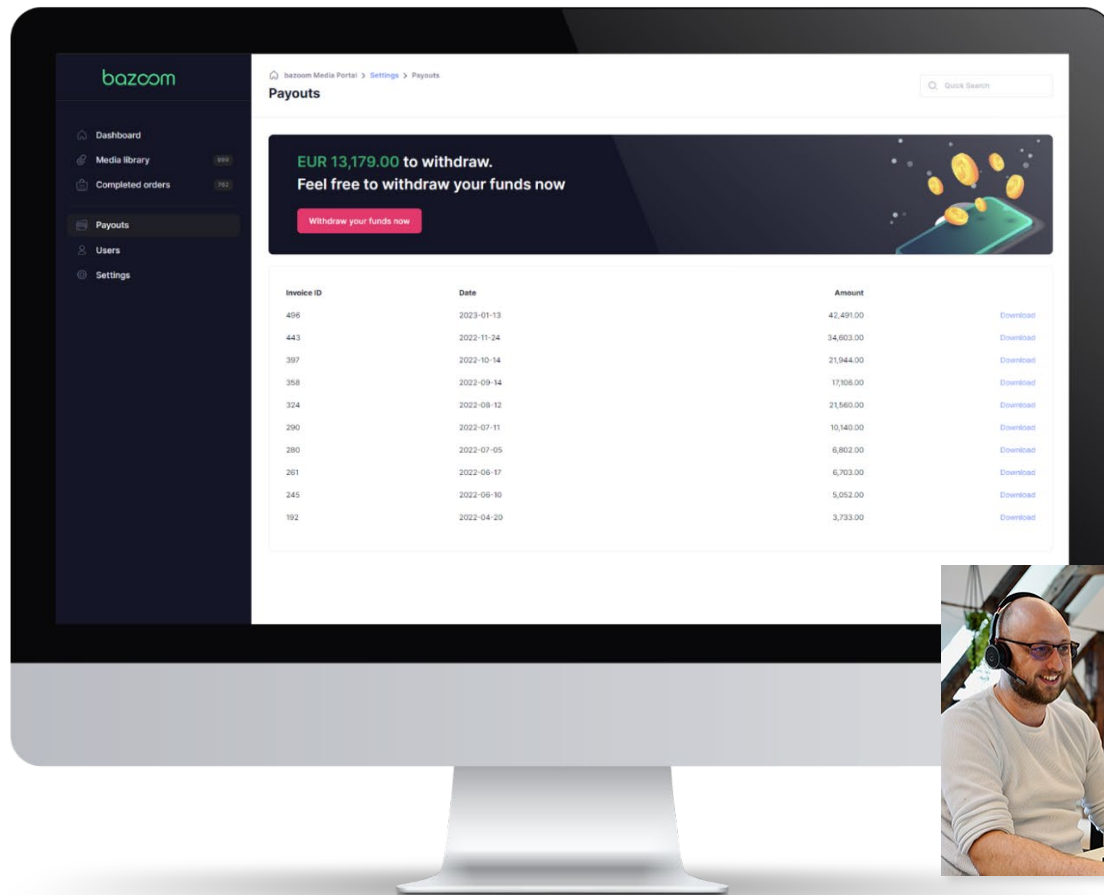 bazoom
Dashboard
Media library
Completed orders 762
Payouts
Users
Settings
bazoom Media Portal > Settings > Payouts
Payouts
Quick Search
EUR 13,179.00 to withdraw.
Feel free to withdraw your funds now
Withdraw your funds now
Invoice ID Date Amount
496 2023-01-13 42,491.00 Download
443 2022-11-24 34,603.00 Download
397 2022-10-14 21,944.00 Download
358 2022-09-14 17,106.00 Download
324 2022-08-12 21,560.00 Download
290 2022-07-11 10,140.00 Download
280 2022-07-05 6,802.00 Download
261 2022-06-17 6,703.00 Download
245 2022-06-10 5,052.00 Download
192 2022-04-20 3,733.00 Download